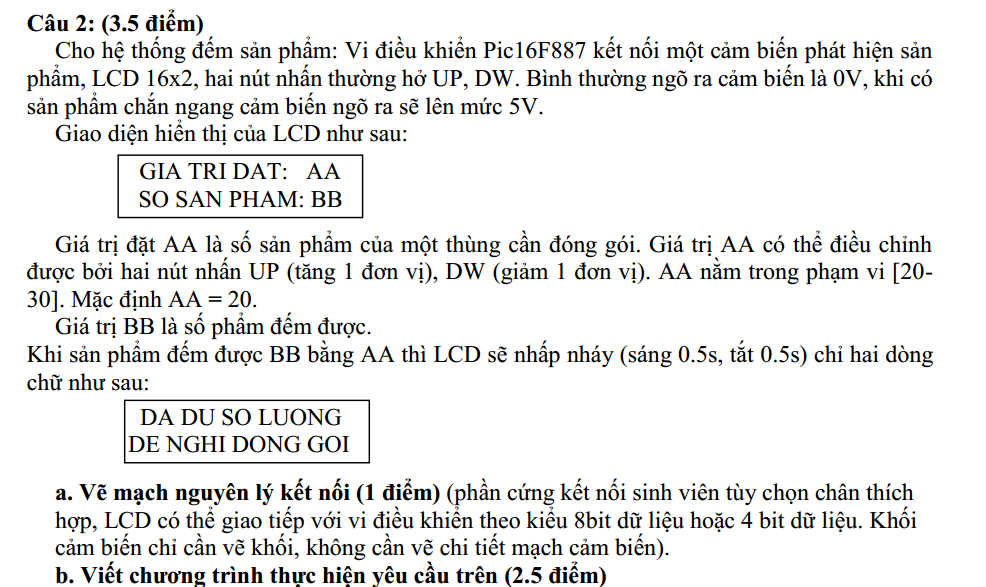 Câu 2: (3.5 điểm)
Cho hệ thống đếm sản phẩm: Vi điều khiển Pic16F887 kết nối một cảm biến phát hiện sản
phẩm, LCD 16x2, hai nút nhấn thường hở UP, DW. Bình thường ngõ ra cảm biến là 0V, khi có
sản phẩm chắn ngang cảm biến ngõ ra sẽ lên mức 5V.
Giao diện hiển thị của LCD như sau:
GIA TRI DAT: AA
SO SAN PHAM: BB
Giá trị đặt AA là số sản phẩm của một thùng cần đóng gói. Giá trị AA có thể điều chỉnh
được bởi hai nút nhấn UP (tăng 1 đơn vị), DW (giảm 1 đơn vị). AA nằm trong phạm vi [20-
30]. Mặc định AA = 20.
Giá trị BB là số phẩm đếm được.
Khi sản phẩm đếm được BB bằng AA thì LCD sẽ nhấp nháy (sáng 0.5s, tắt 0.5s) chỉ hai dòng
chữ như sau:
DA DU SO LUONG
DE NGHI DONG GOI
a. Vẽ mạch nguyên lý kết nối (1 điểm) (phần cứng kết nối sinh viên tùy chọn chân thích
hợp, LCD có thể giao tiếp với vi điều khiển theo kiểu 8bit dữ liệu hoặc 4 bit dữ liệu. Khối
cảm biến chỉ cần vẽ khối, không cần vẽ chi tiết mạch cảm biến).
b. Viết chương trình thực hiện yêu cầu trên (2.5 điểm)